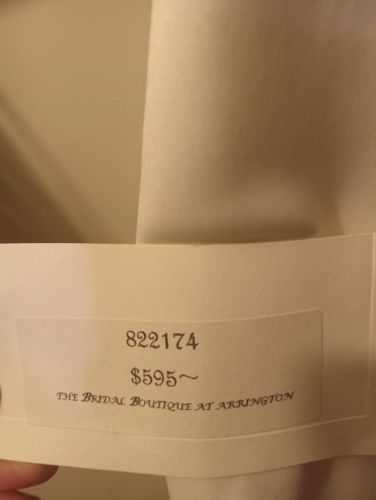 822174
$595~
THE BRIDAL BOUTIQUE AT ARRINGTON